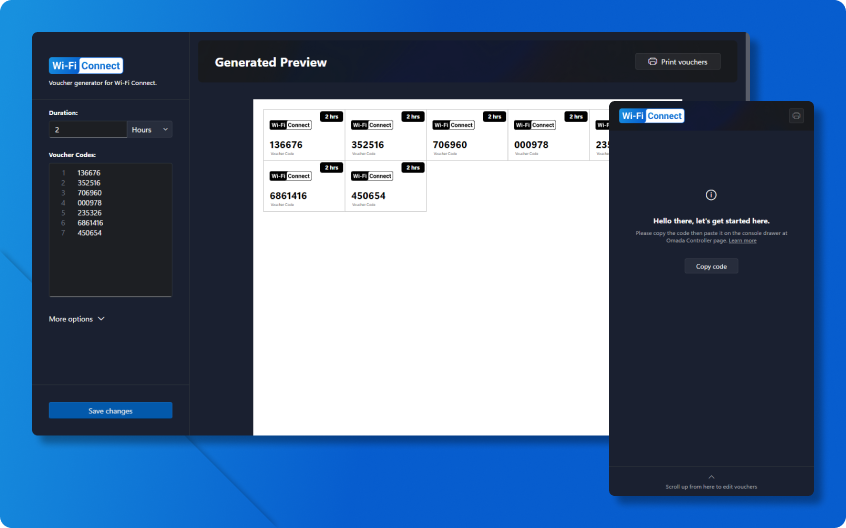 Wi-Fi Connect
Voucher generator for Wi-Fi Connect.
Duration:
2 Hours
Voucher Codes:
1 136676
2 352516
3 706960
4 000978
5 235326
6 6861416
7 450654
More options
Save changes
Generated Preview
Print vouchers
2 hrs 2 hrs 2 hrs 2 hrs
Wi-Fi Connect Wi-Fi Connect Wi-Fi Connect Wi-Fi Connect Wi-F
136676 352516 706960 000978 235
Voucher Code Voucher Code Voucher Code Voucher Code
2 hrs 2 hrs
Wi-Fi Connect Wi-Fi Connect
6861416 450654
Voucher Code Voucher Code
Wi-Fi Connect
Hello there, let's get started here.
Please copy the code then paste it on the console drawer at
Omada Controller page. Learn more
Copy code
Scroll up from here to edit vouchers